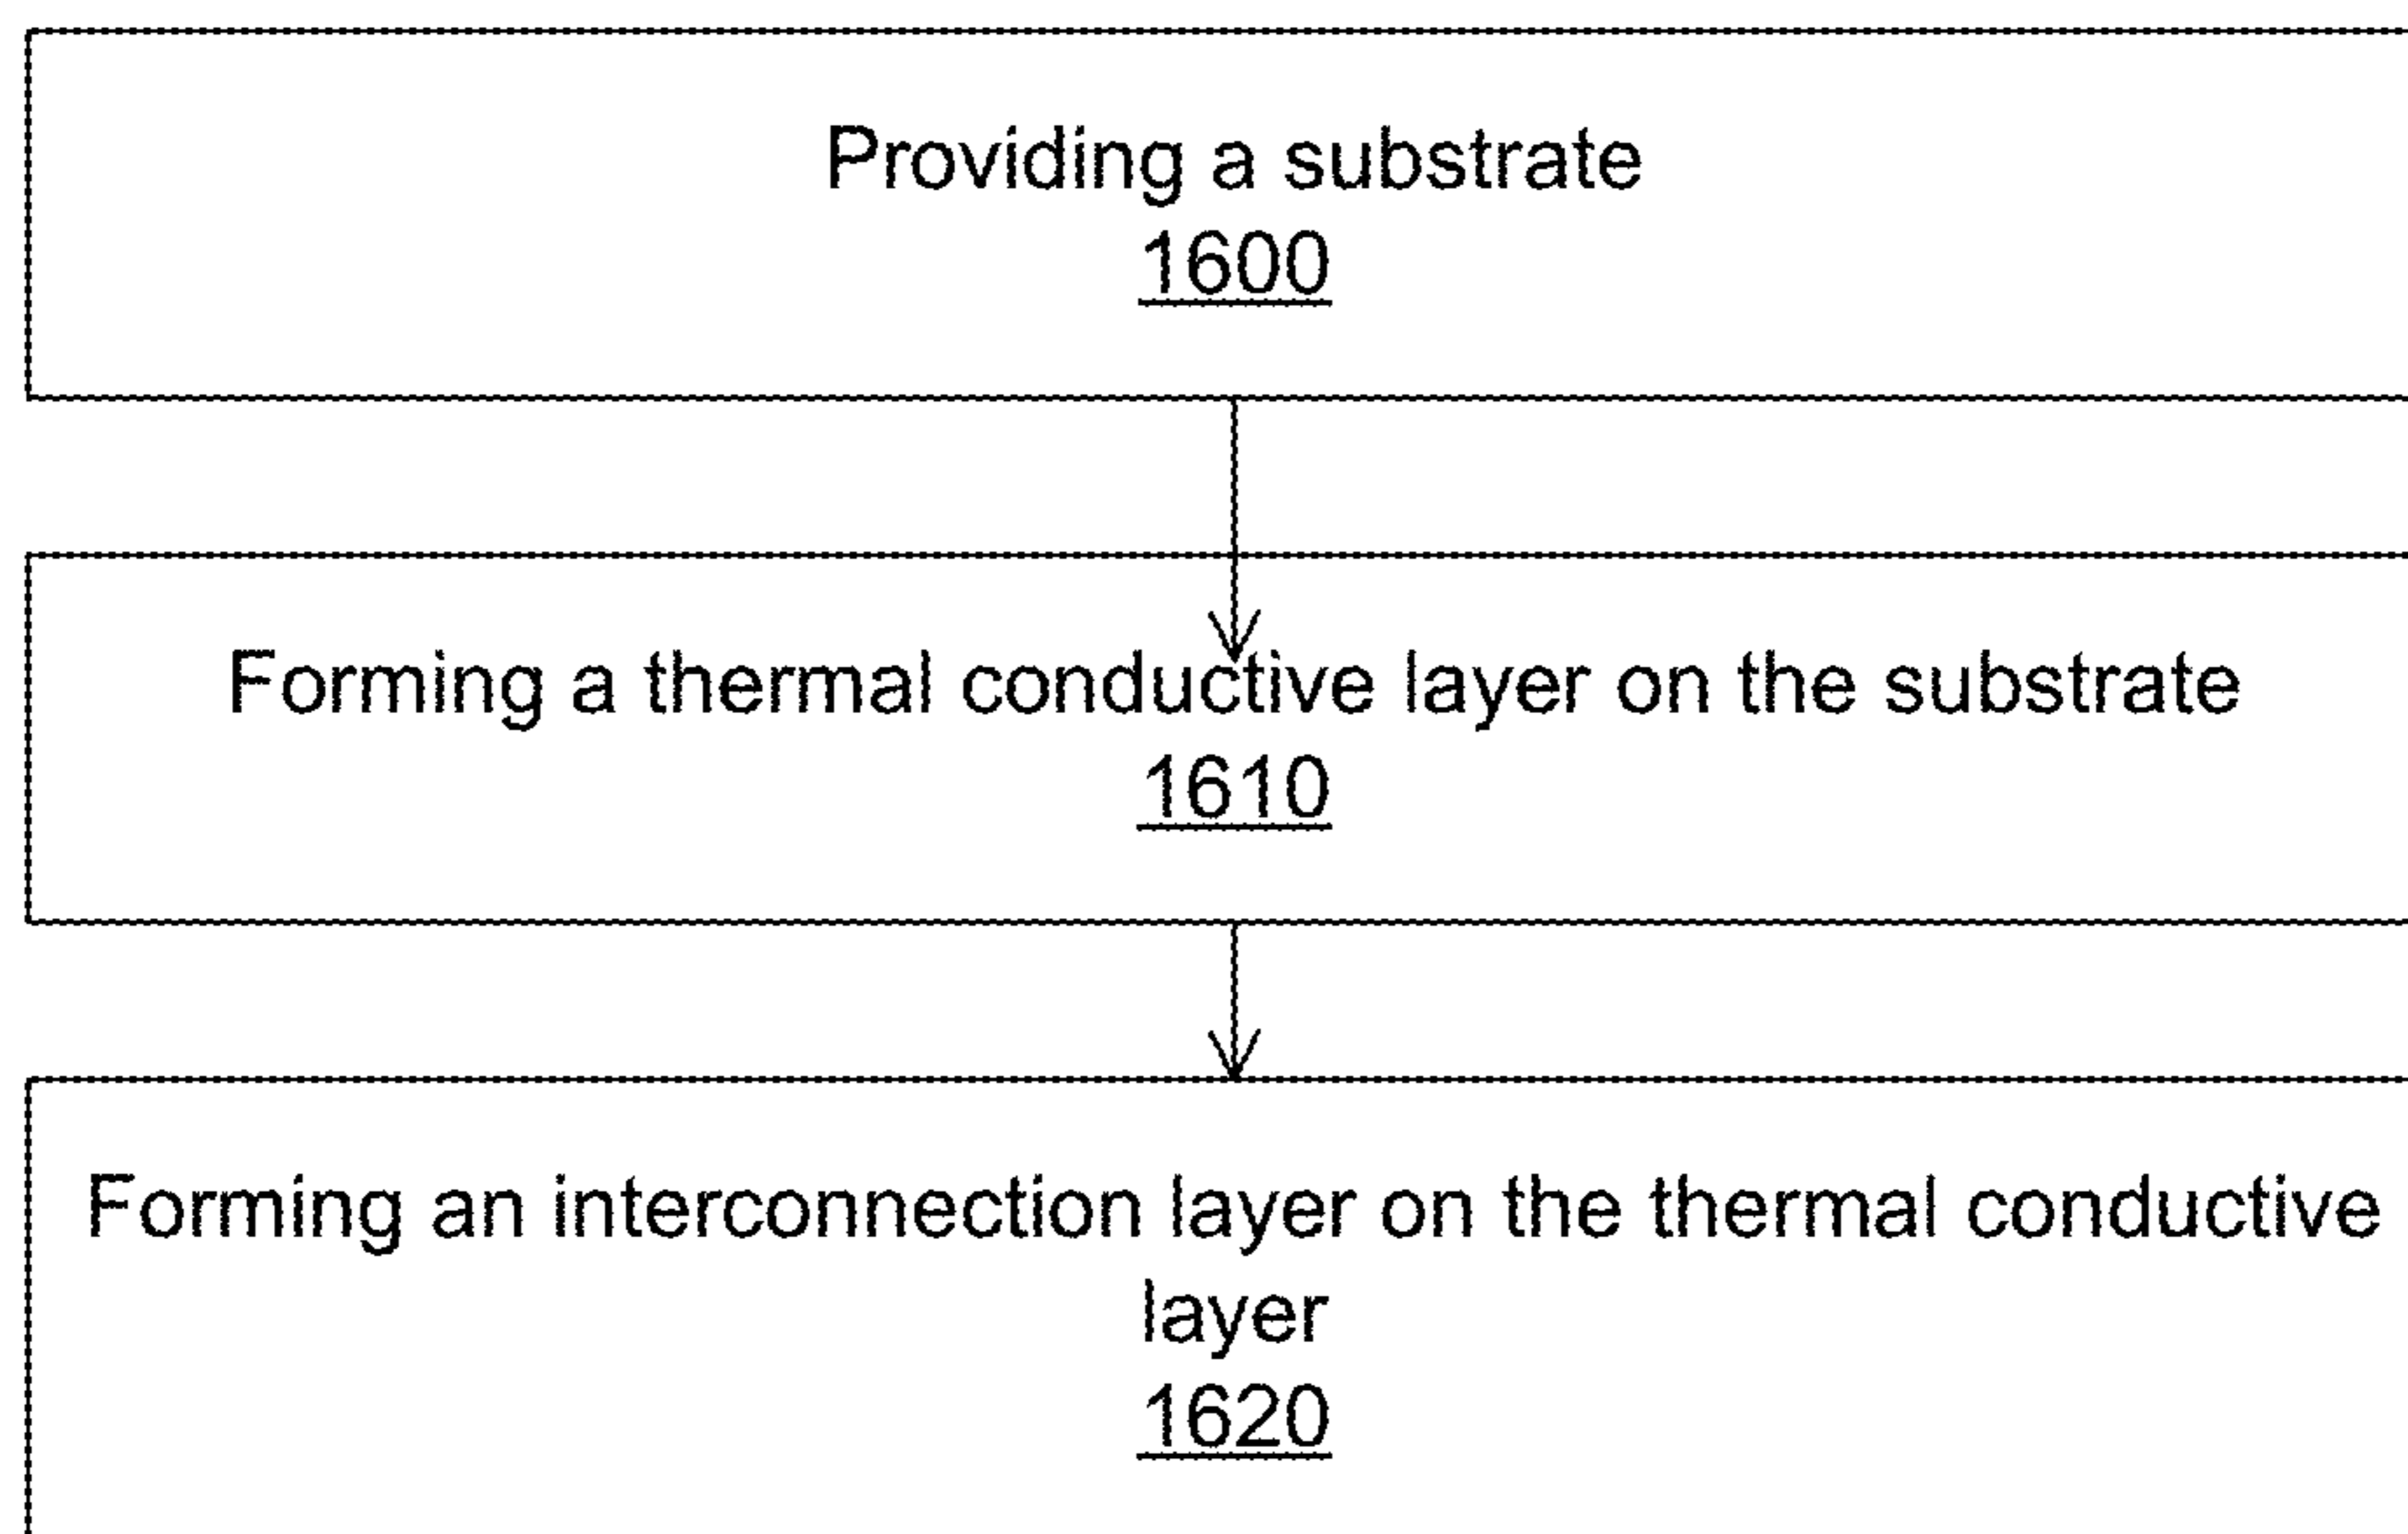 Providing a substrate
1600
Forming a thermal conductive layer on the substrate
1610
Forming an interconnection layer on the thermal conductive
layer
1620